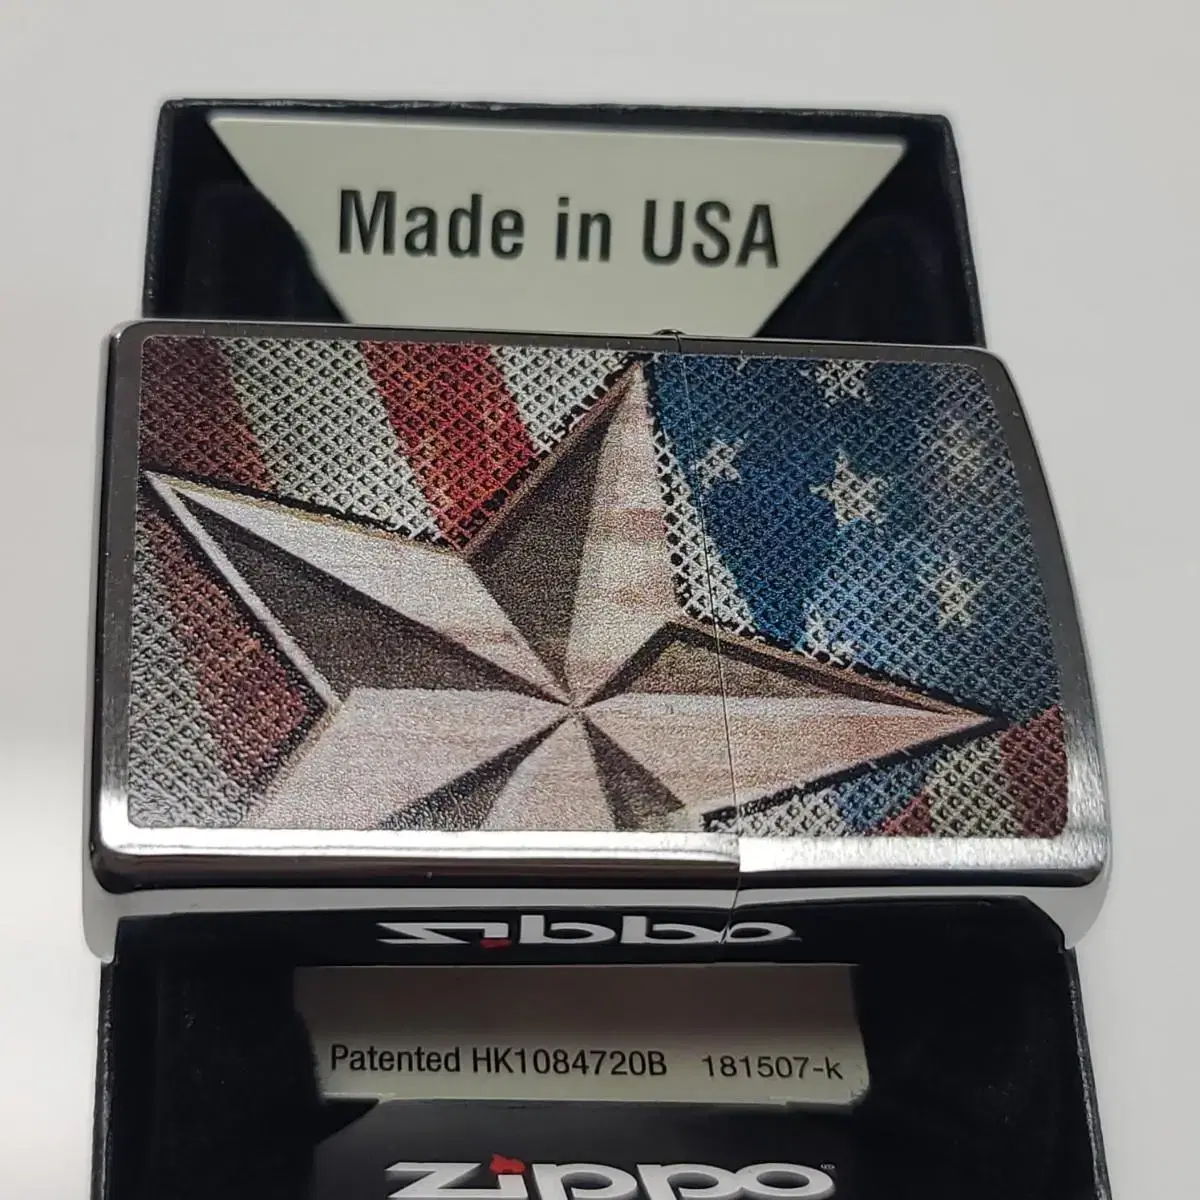 Made in USA
Zippo
Patented HK1084720B 181507-k
Zippo